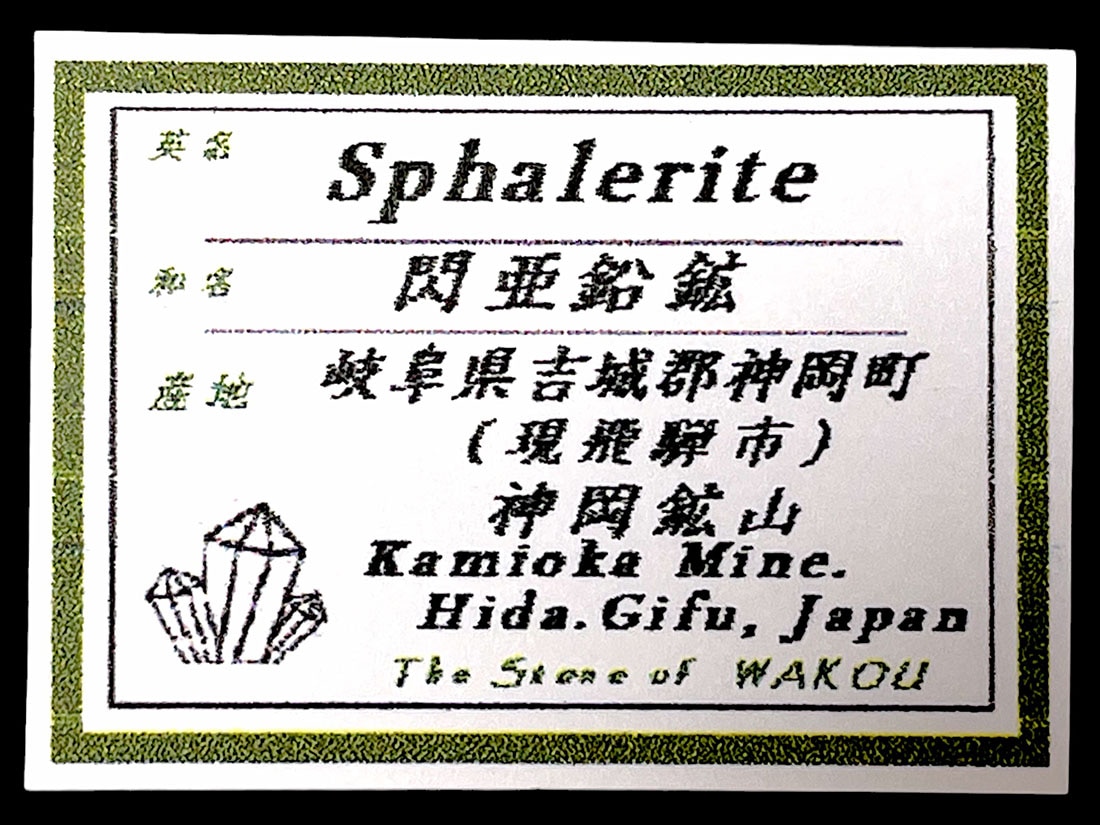 英名 Sphalerite
和名 閃亜鉛鉱
産地 岐阜県吉城郡神岡町
(現飛騨市)
神岡鉱山
Kamioka Mine.
Hida.Gifu, Japan
The Stone of WAKOU